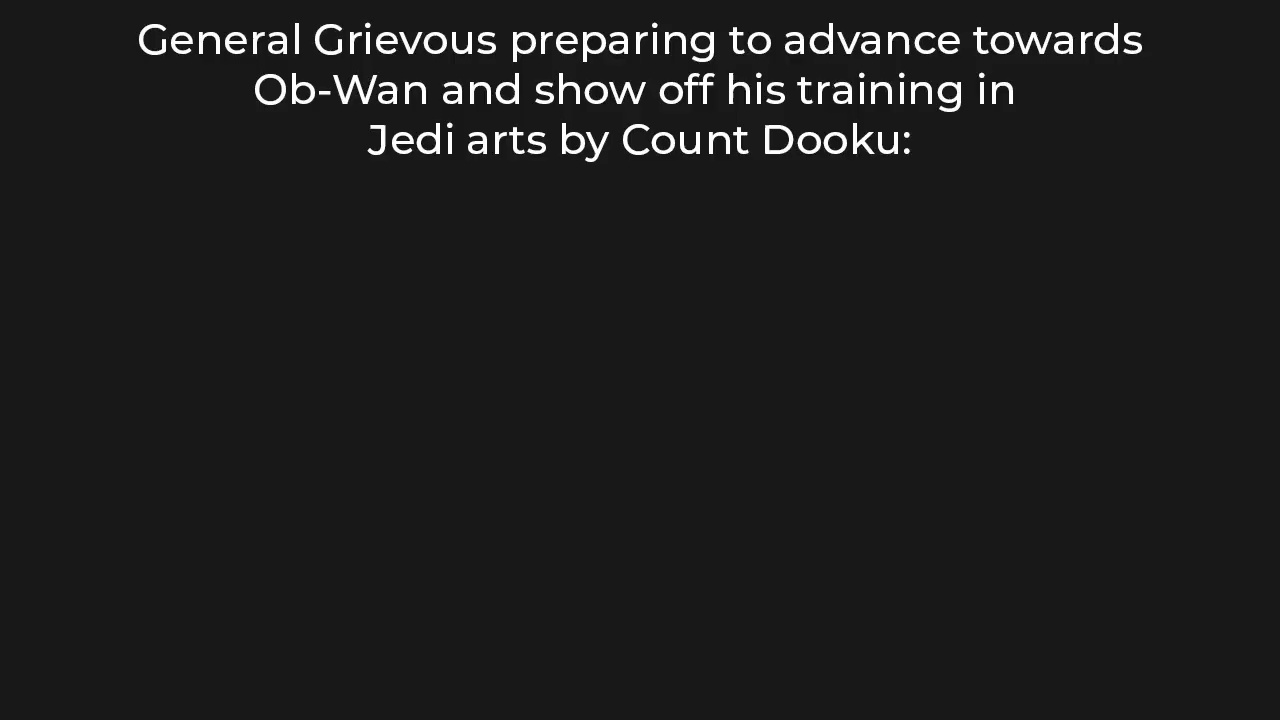 General Grievous preparing to advance towards
Ob-Wan and show off his training in
Jedi arts by Count Dooku: